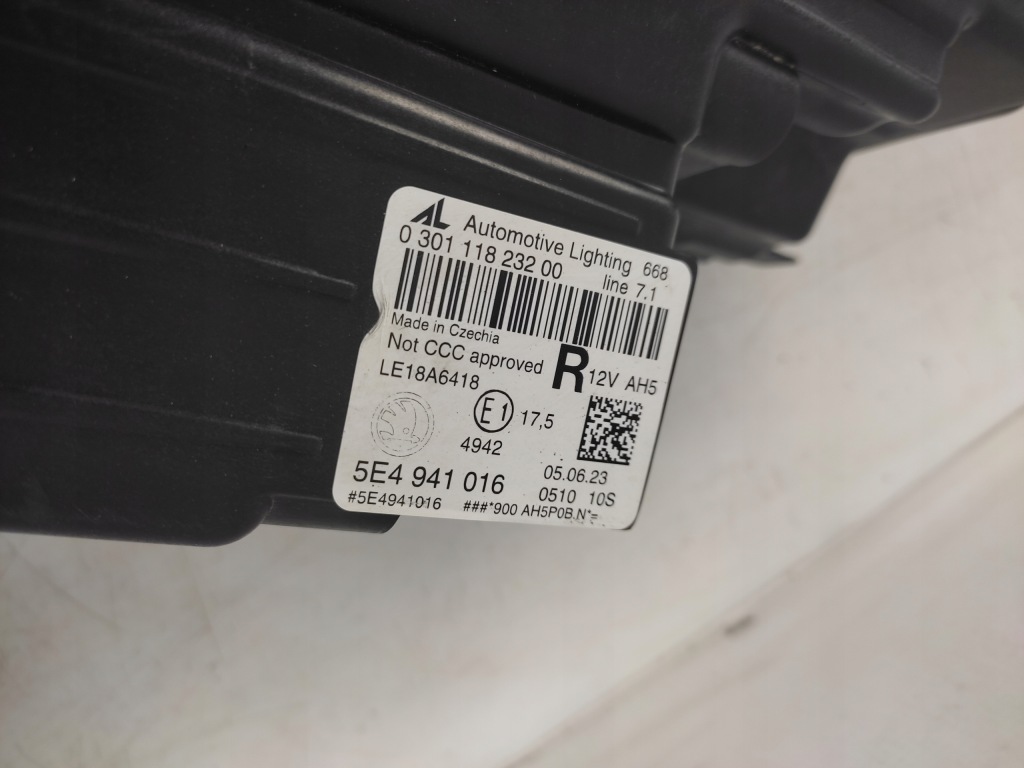 AL Automotive Lighting 668
0 301 118 232 00 line 7.1
Made in Czechia
Not CCC approved R 12V AH5
LE18A6418
E1 17,5
4942
5E4 941 016 05.06.23
0510 10S
#5E4941016 ###*900 AH5P0B.N*=